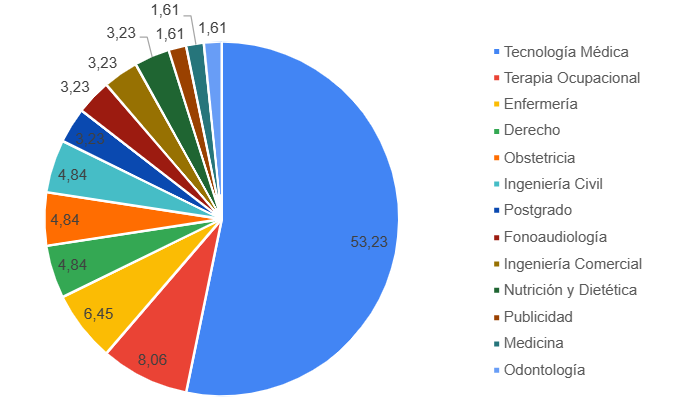 1,61
3,23
1,61
1,61
3,23
3,23
3,23
4,84
4,84
4,84
6,45
8,06
53,23
Tecnología Médica
Terapia Ocupacional
Enfermería
Derecho
Obstetricia
Ingeniería Civil
Postgrado
Fonoaudiología
Ingeniería Comercial
Nutrición y Dietética
Publicidad
Medicina
Odontología